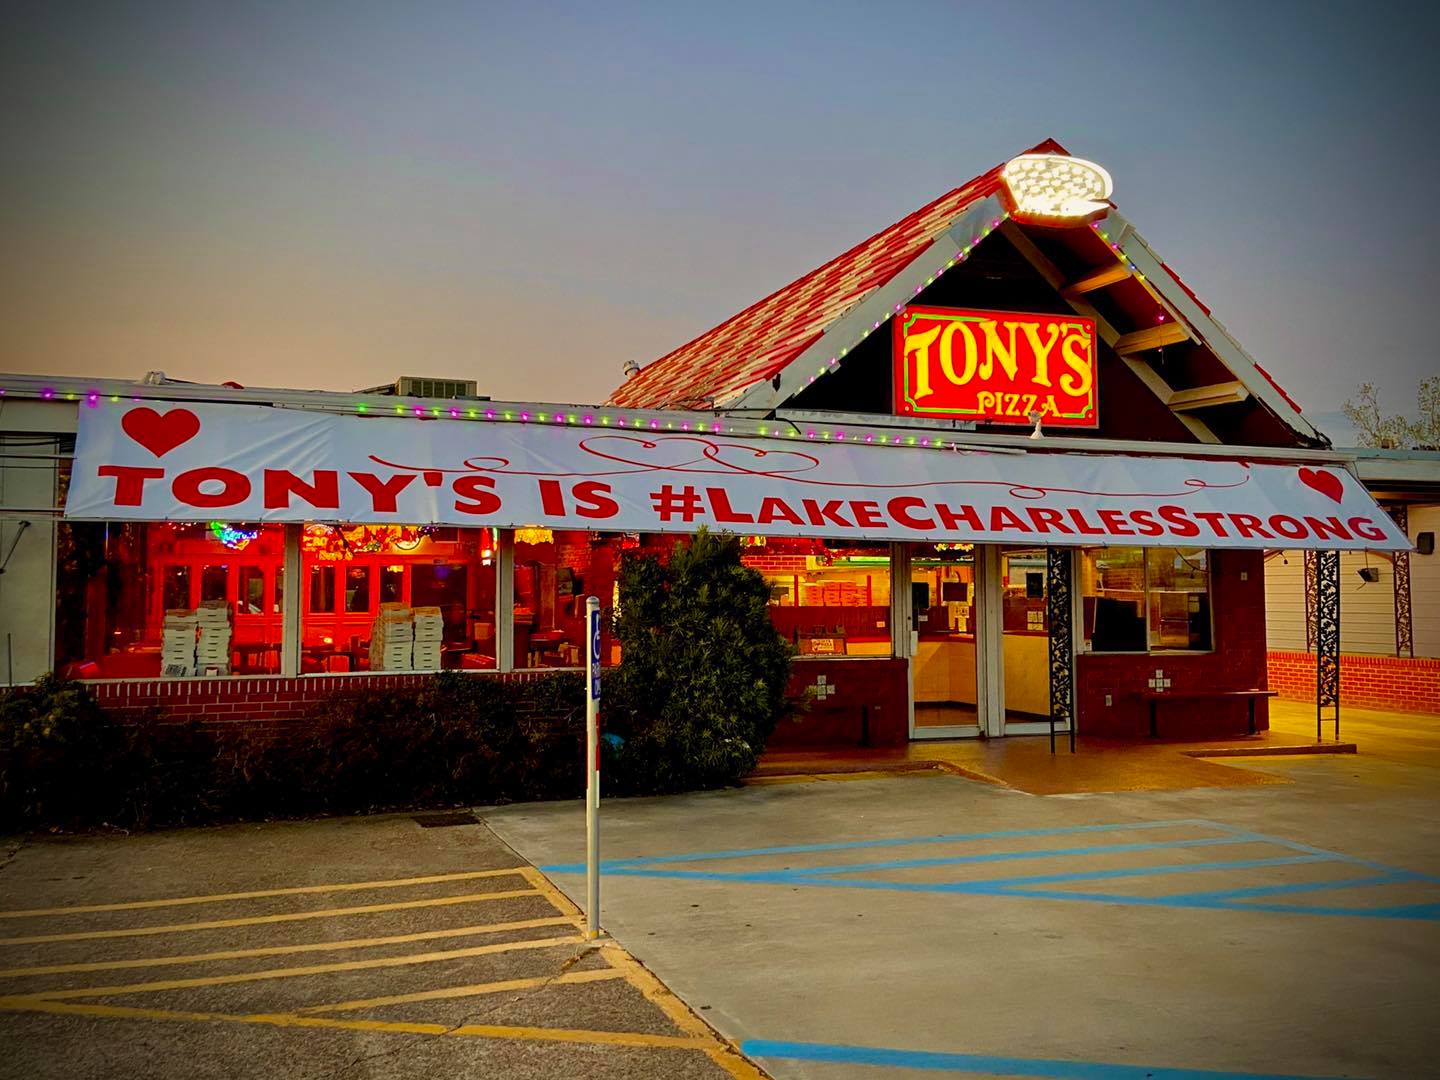 TONY'S
PIZZA
TONY'S IS #LAKECHARLESSTRONG